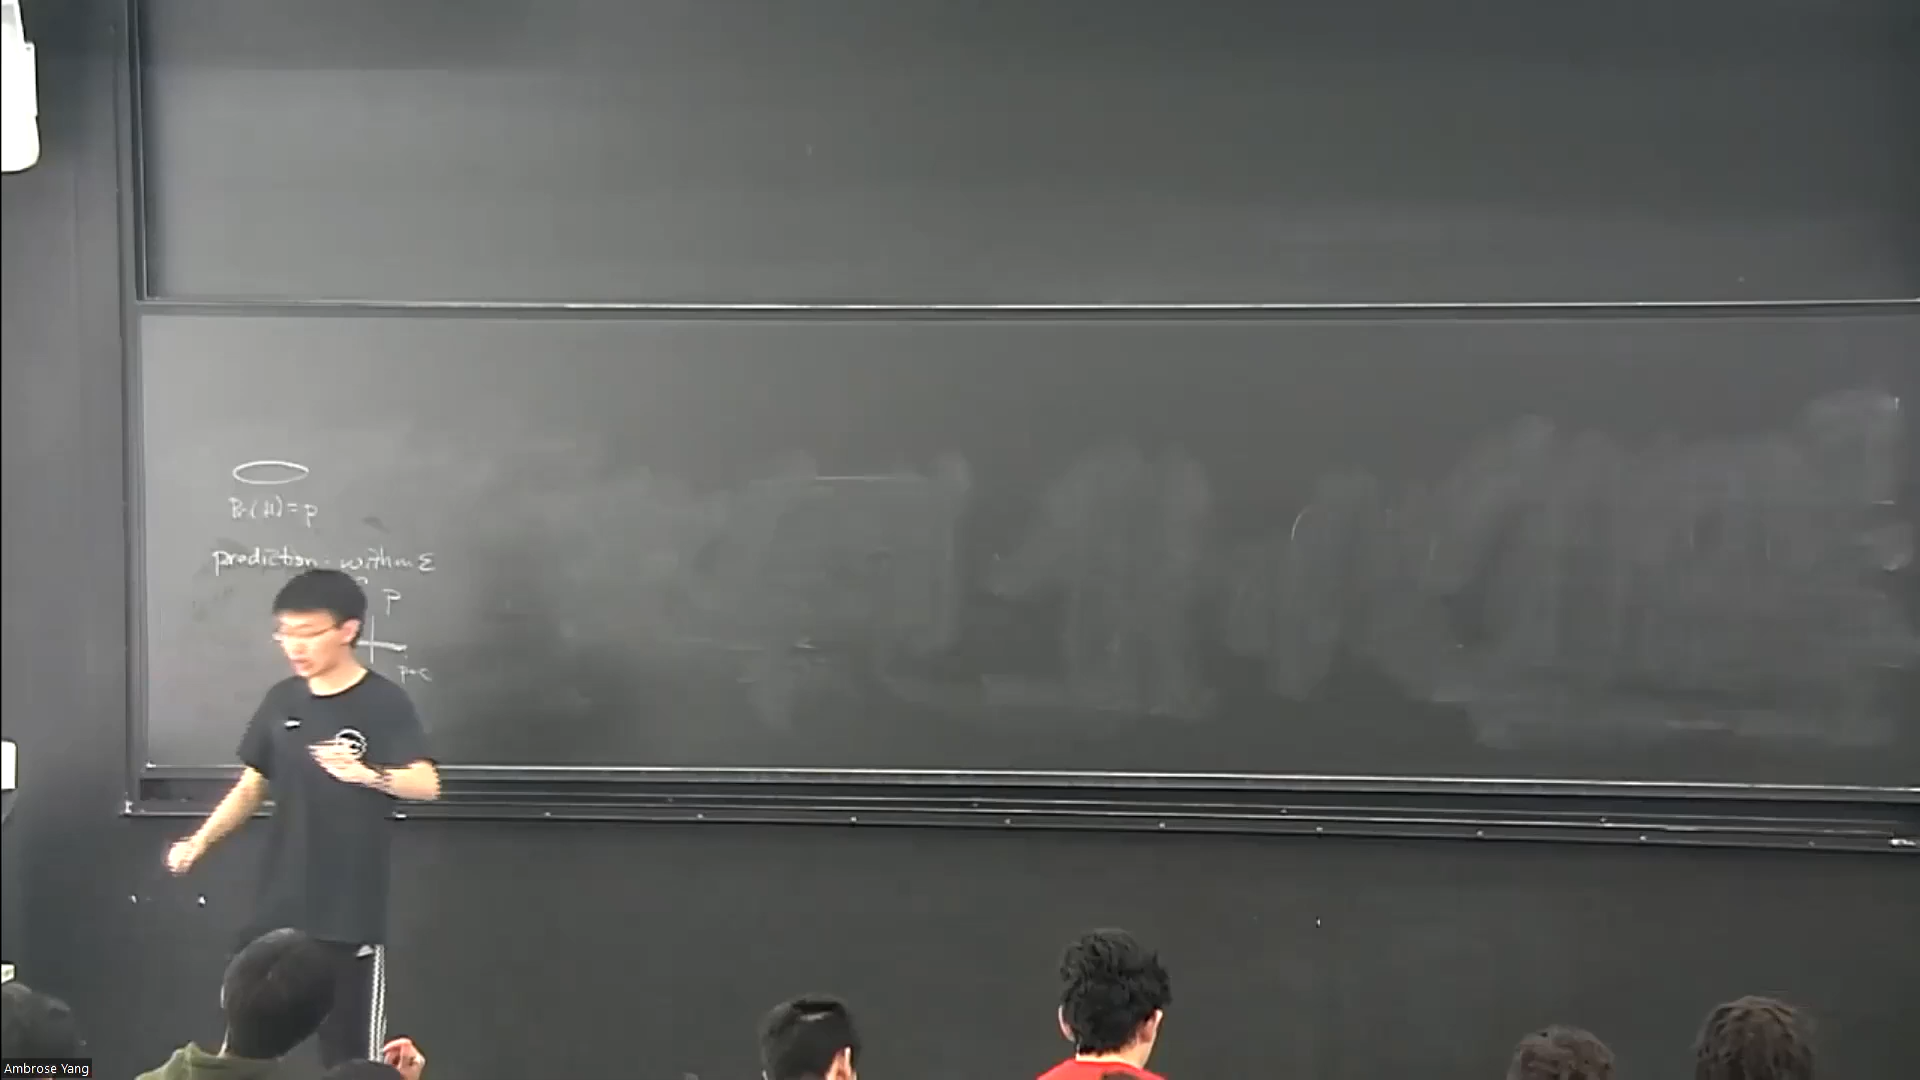 Pr(H) = p
prediction: within ε
p
p+ε
Ambrose Yang